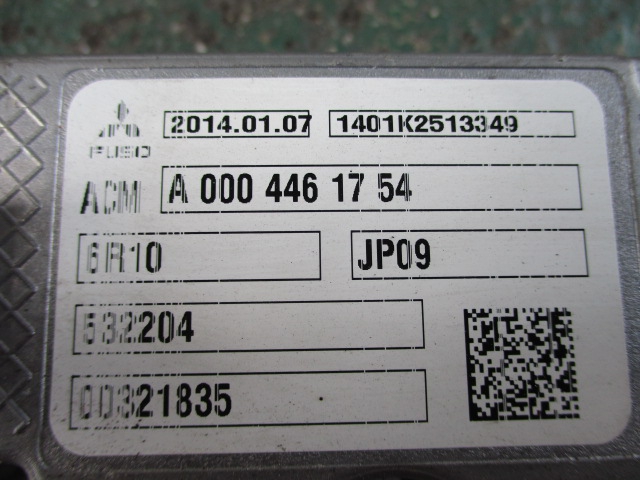 2014.01.07 1401K2513349
FUSO
ACM A 000 446 17 54
6R10 JP09
532204
00321835